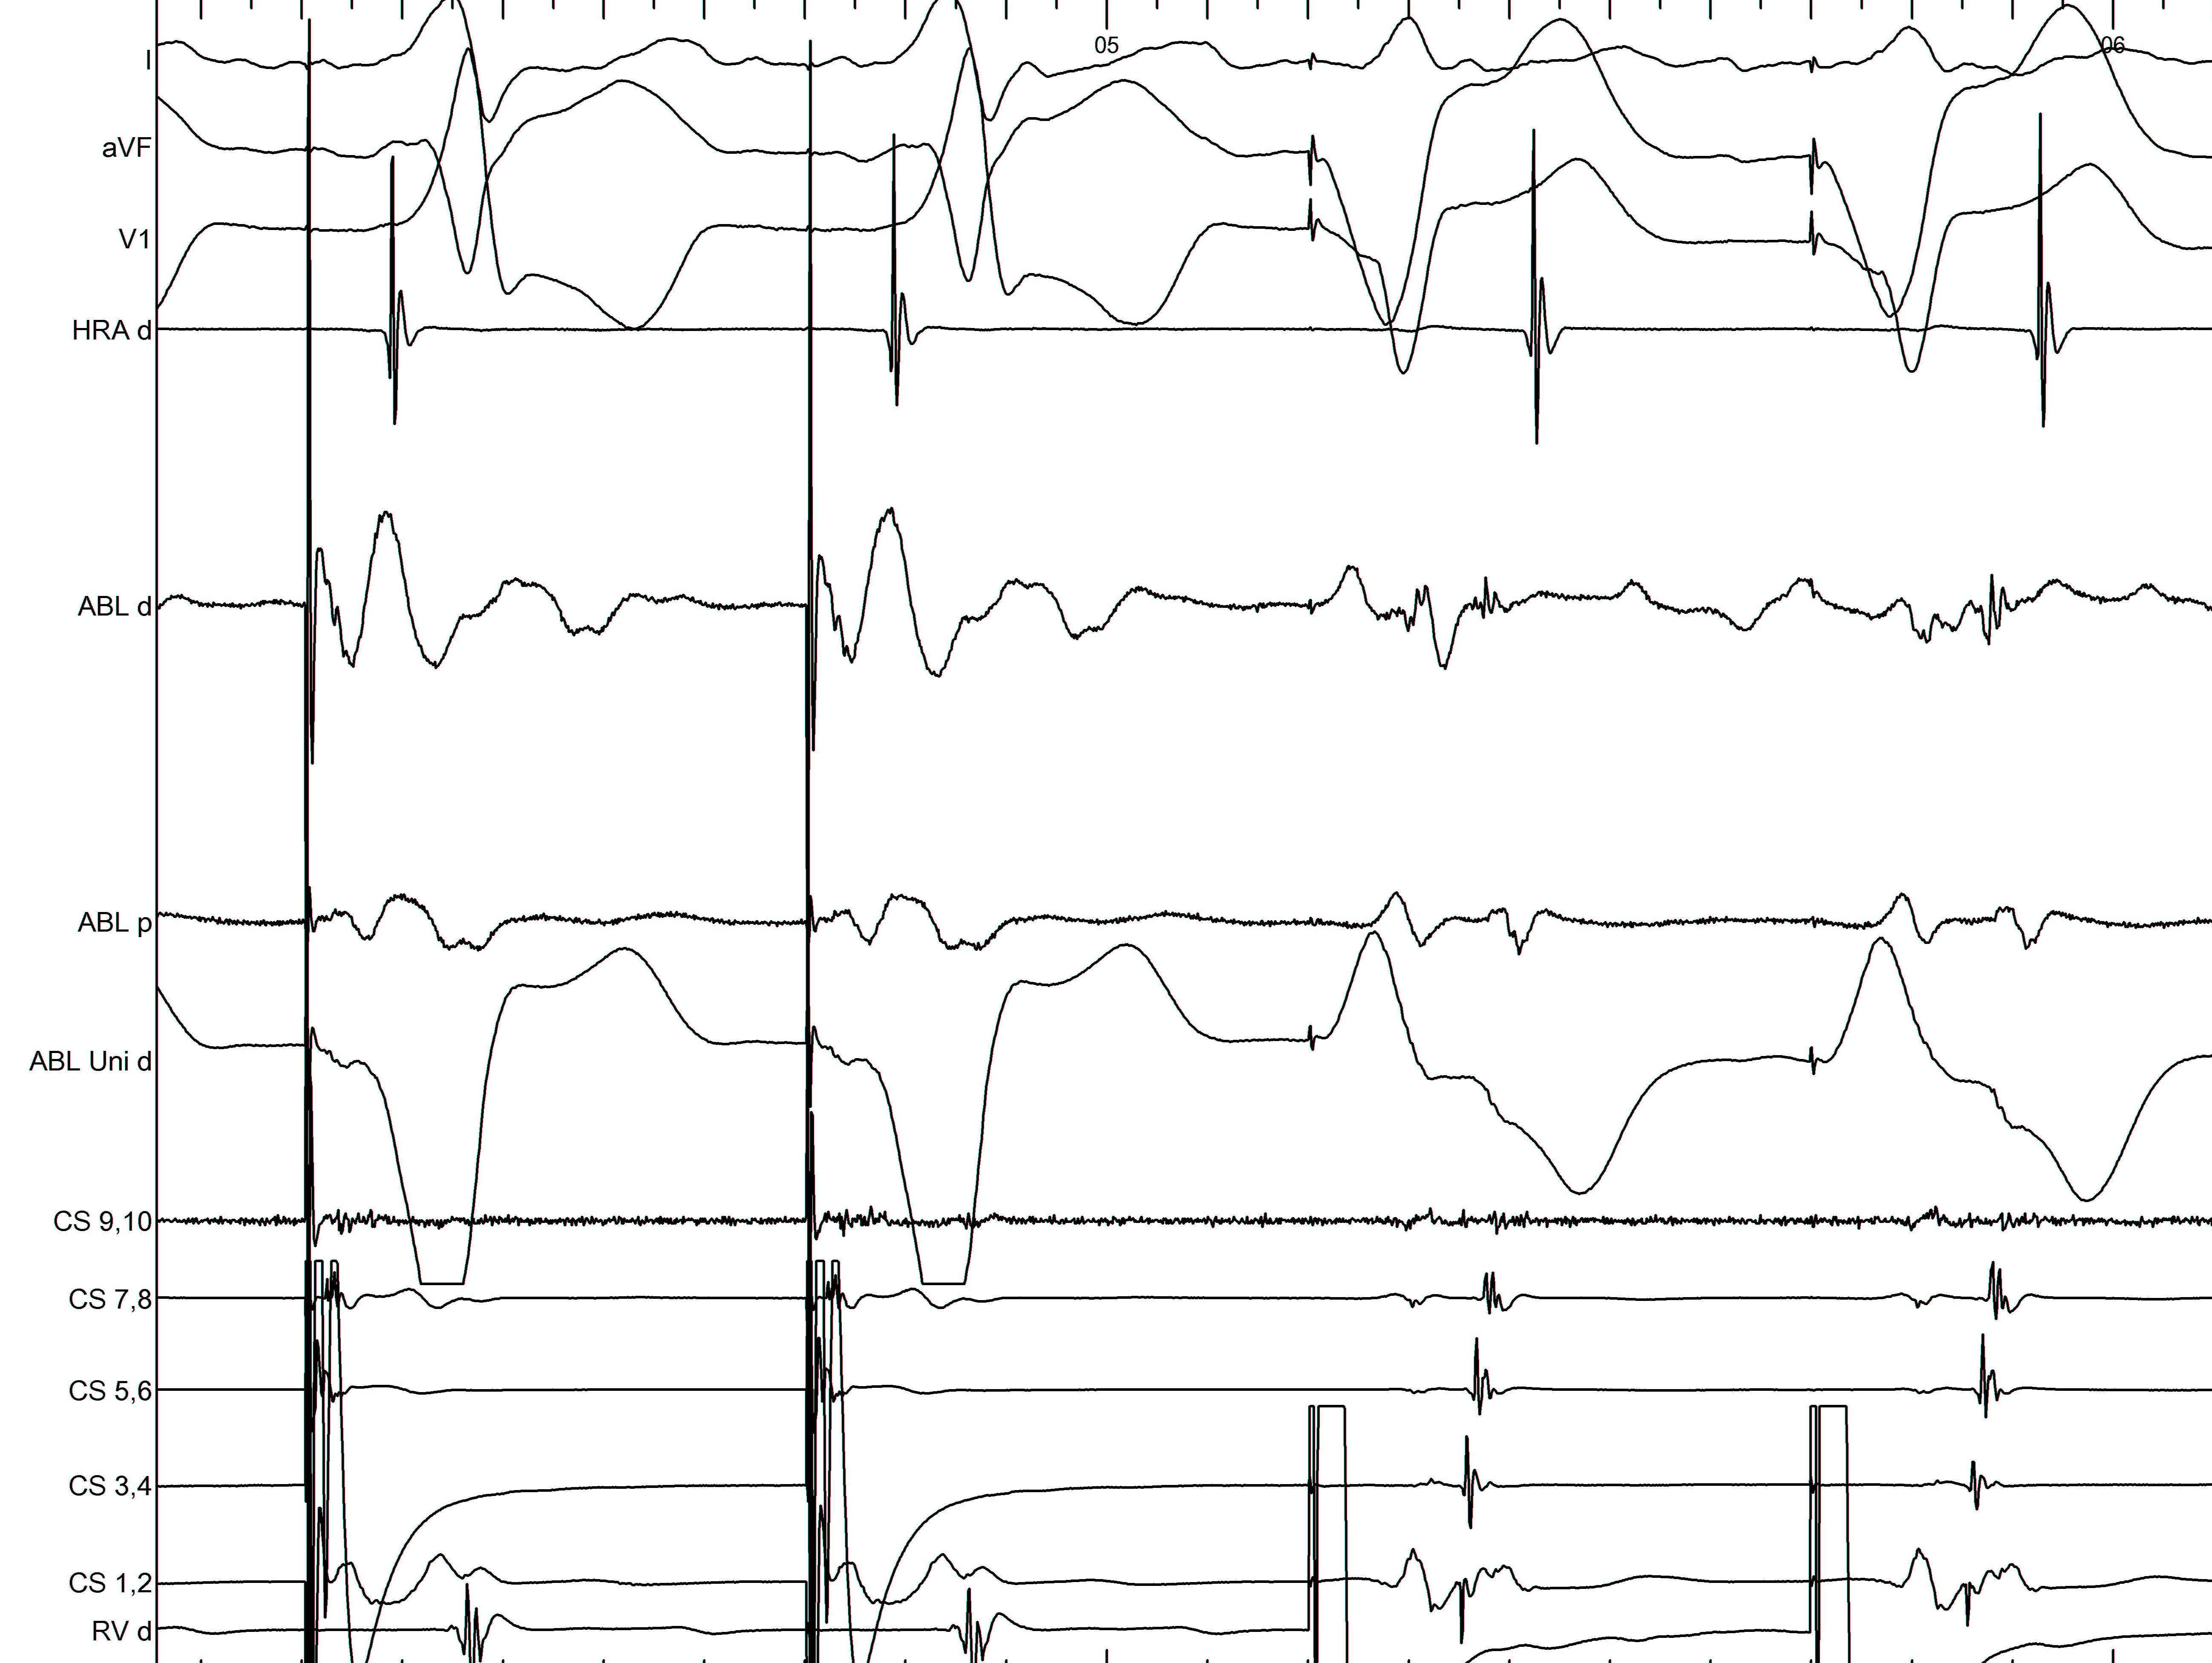 I
05
06
aVF
V1
HRA d
ABL d
ABL p
ABL Uni d
CS 9,10
CS 7,8
CS 5,6
CS 3,4
CS 1,2
RV d